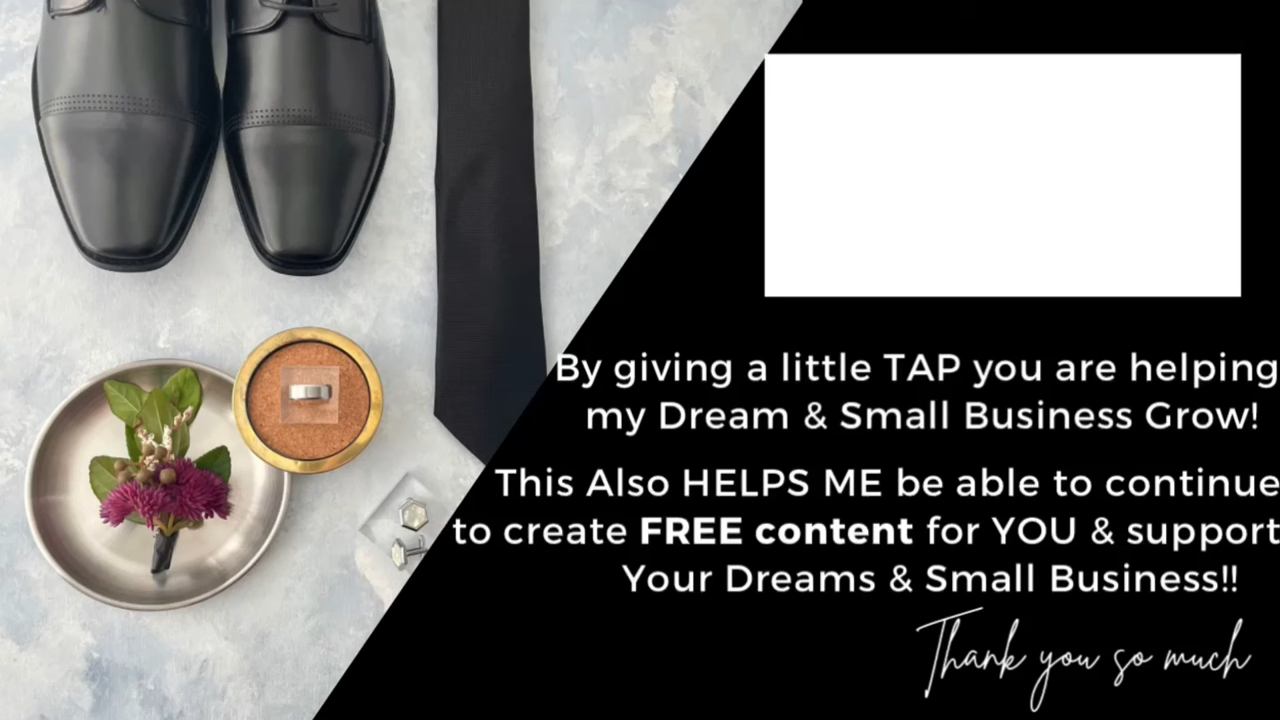 By giving a little TAP you are helping
my Dream & Small Business Grow!
This Also HELPS ME be able to continue
to create FREE content for YOU & support
Your Dreams & Small Business!!
Thank you so much